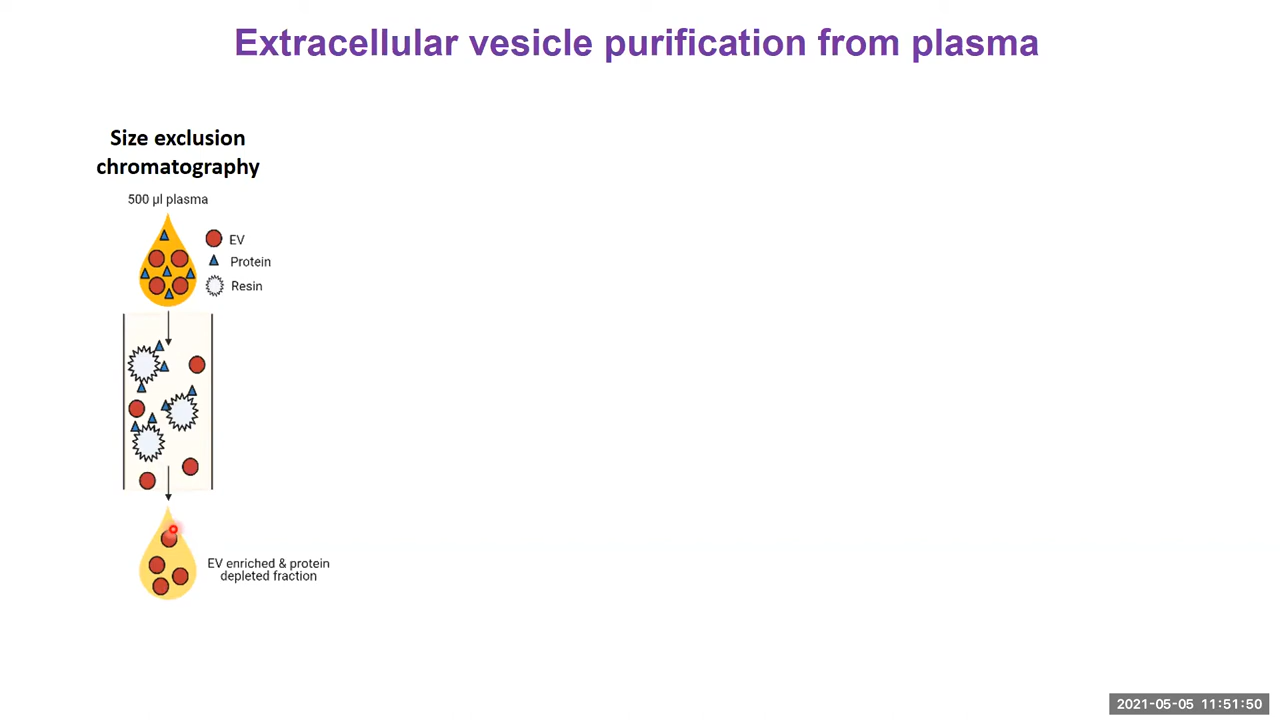 Extracellular vesicle purification from plasma
Size exclusion
chromatography
500 µl plasma
EV
Protein
Resin
EV enriched & protein
depleted fraction
2021-05-05 11:51:50